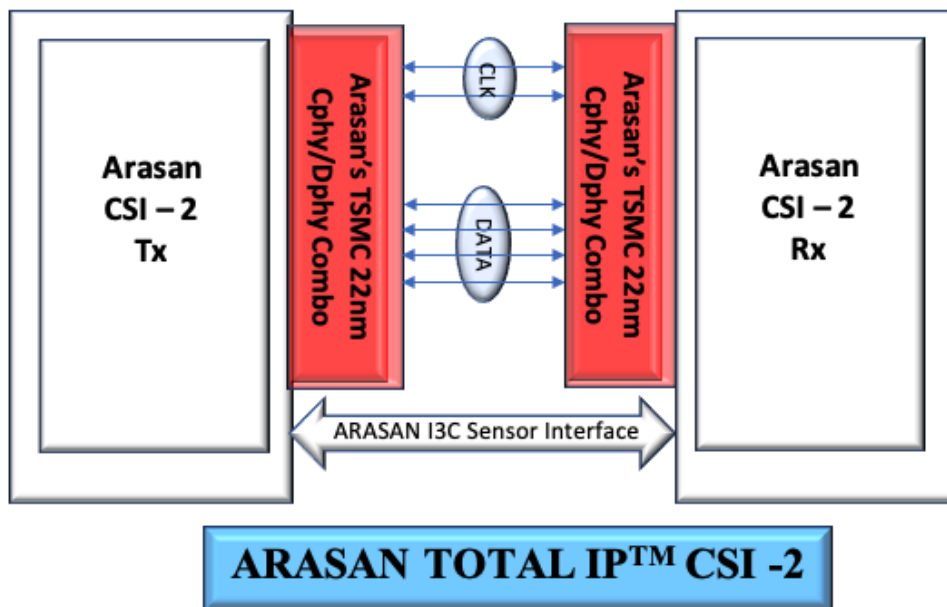 Arasan
CSI – 2
Tx
Arasan's TSMC 22nm
Cphy/Dphy Combo
CLK
DATA
Arasan's TSMC 22nm
Cphy/Dphy Combo
Arasan
CSI – 2
Rx
ARASAN I3C Sensor Interface
ARASAN TOTAL IP™ CSI -2